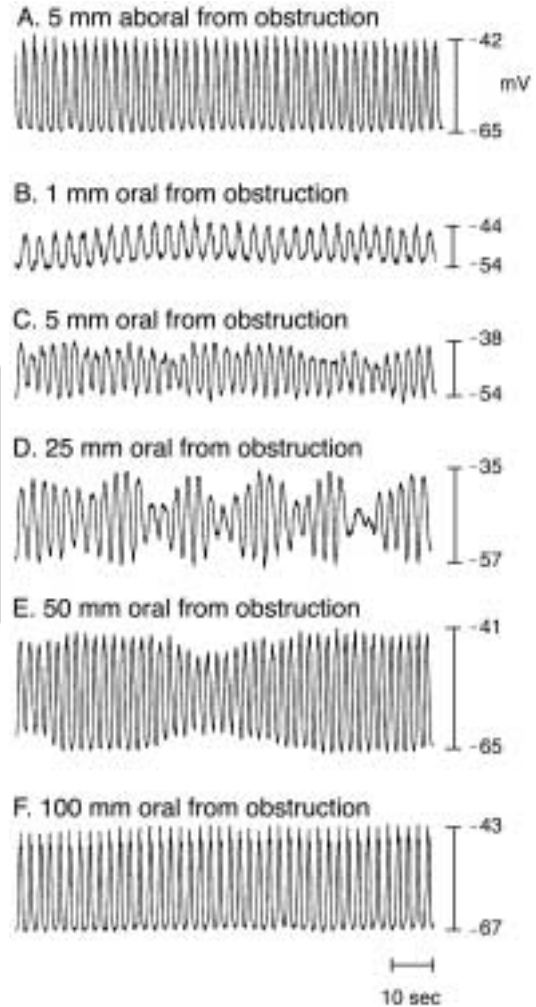 A. 5 mm aboral from obstruction
-42
mV
-65
B. 1 mm oral from obstruction
-44
-54
C. 5 mm oral from obstruction
-38
-54
D. 25 mm oral from obstruction
-35
-57
E. 50 mm oral from obstruction
-41
-65
F. 100 mm oral from obstruction
-43
-67
10 sec